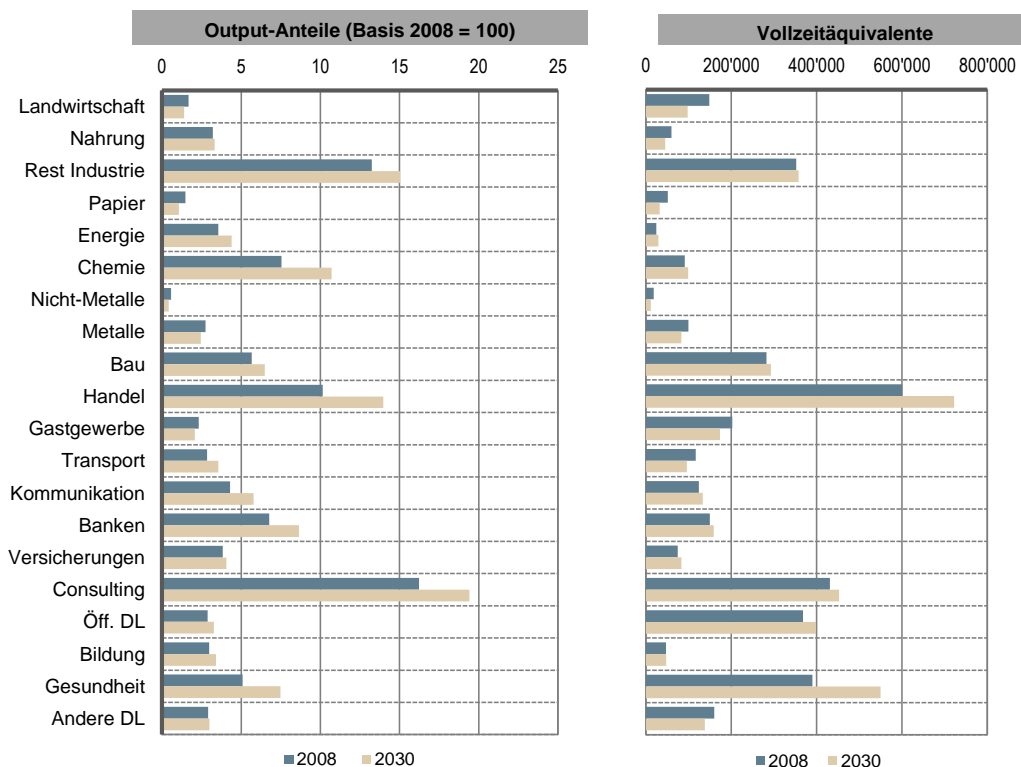 Output-Anteile (Basis 2008 = 100)
Vollzeitäquivalente
0 5 10 15 20 25
0 200'000 400'000 600'000 800'000
Landwirtschaft
Nahrung
Rest Industrie
Papier
Energie
Chemie
Nicht-Metalle
Metalle
Bau
Handel
Gastgewerbe
Transport
Kommunikation
Banken
Versicherungen
Consulting
Öff. DL
Bildung
Gesundheit
Andere DL
2008 2030
2008 2030